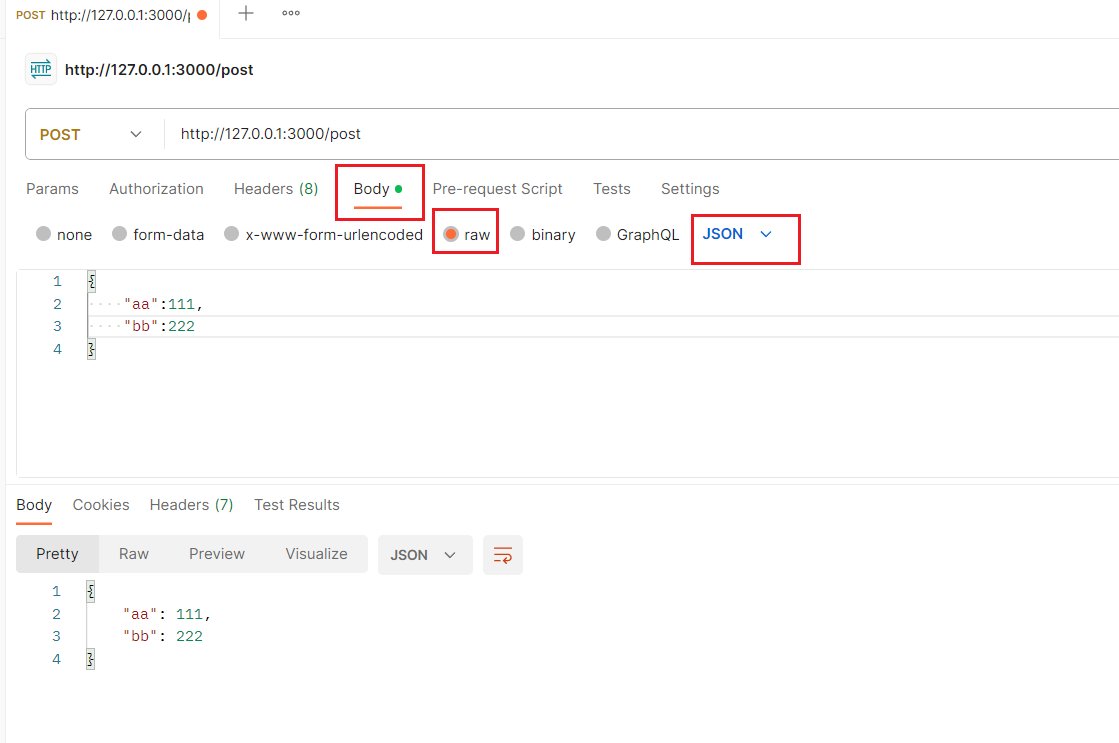 POST http://127.0.0.1:3000/p
HTTP http://127.0.0.1:3000/post
POST http://127.0.0.1:3000/post
Params Authorization Headers (8) Body Pre-request Script Tests Settings
none form-data x-www-form-urlencoded raw binary GraphQL JSON
1 {
2 ····"aa":111,
3 ····"bb":222
4 }
Body Cookies Headers (7) Test Results
Pretty Raw Preview Visualize JSON
1 {
2 "aa": 111,
3 "bb": 222
4 }